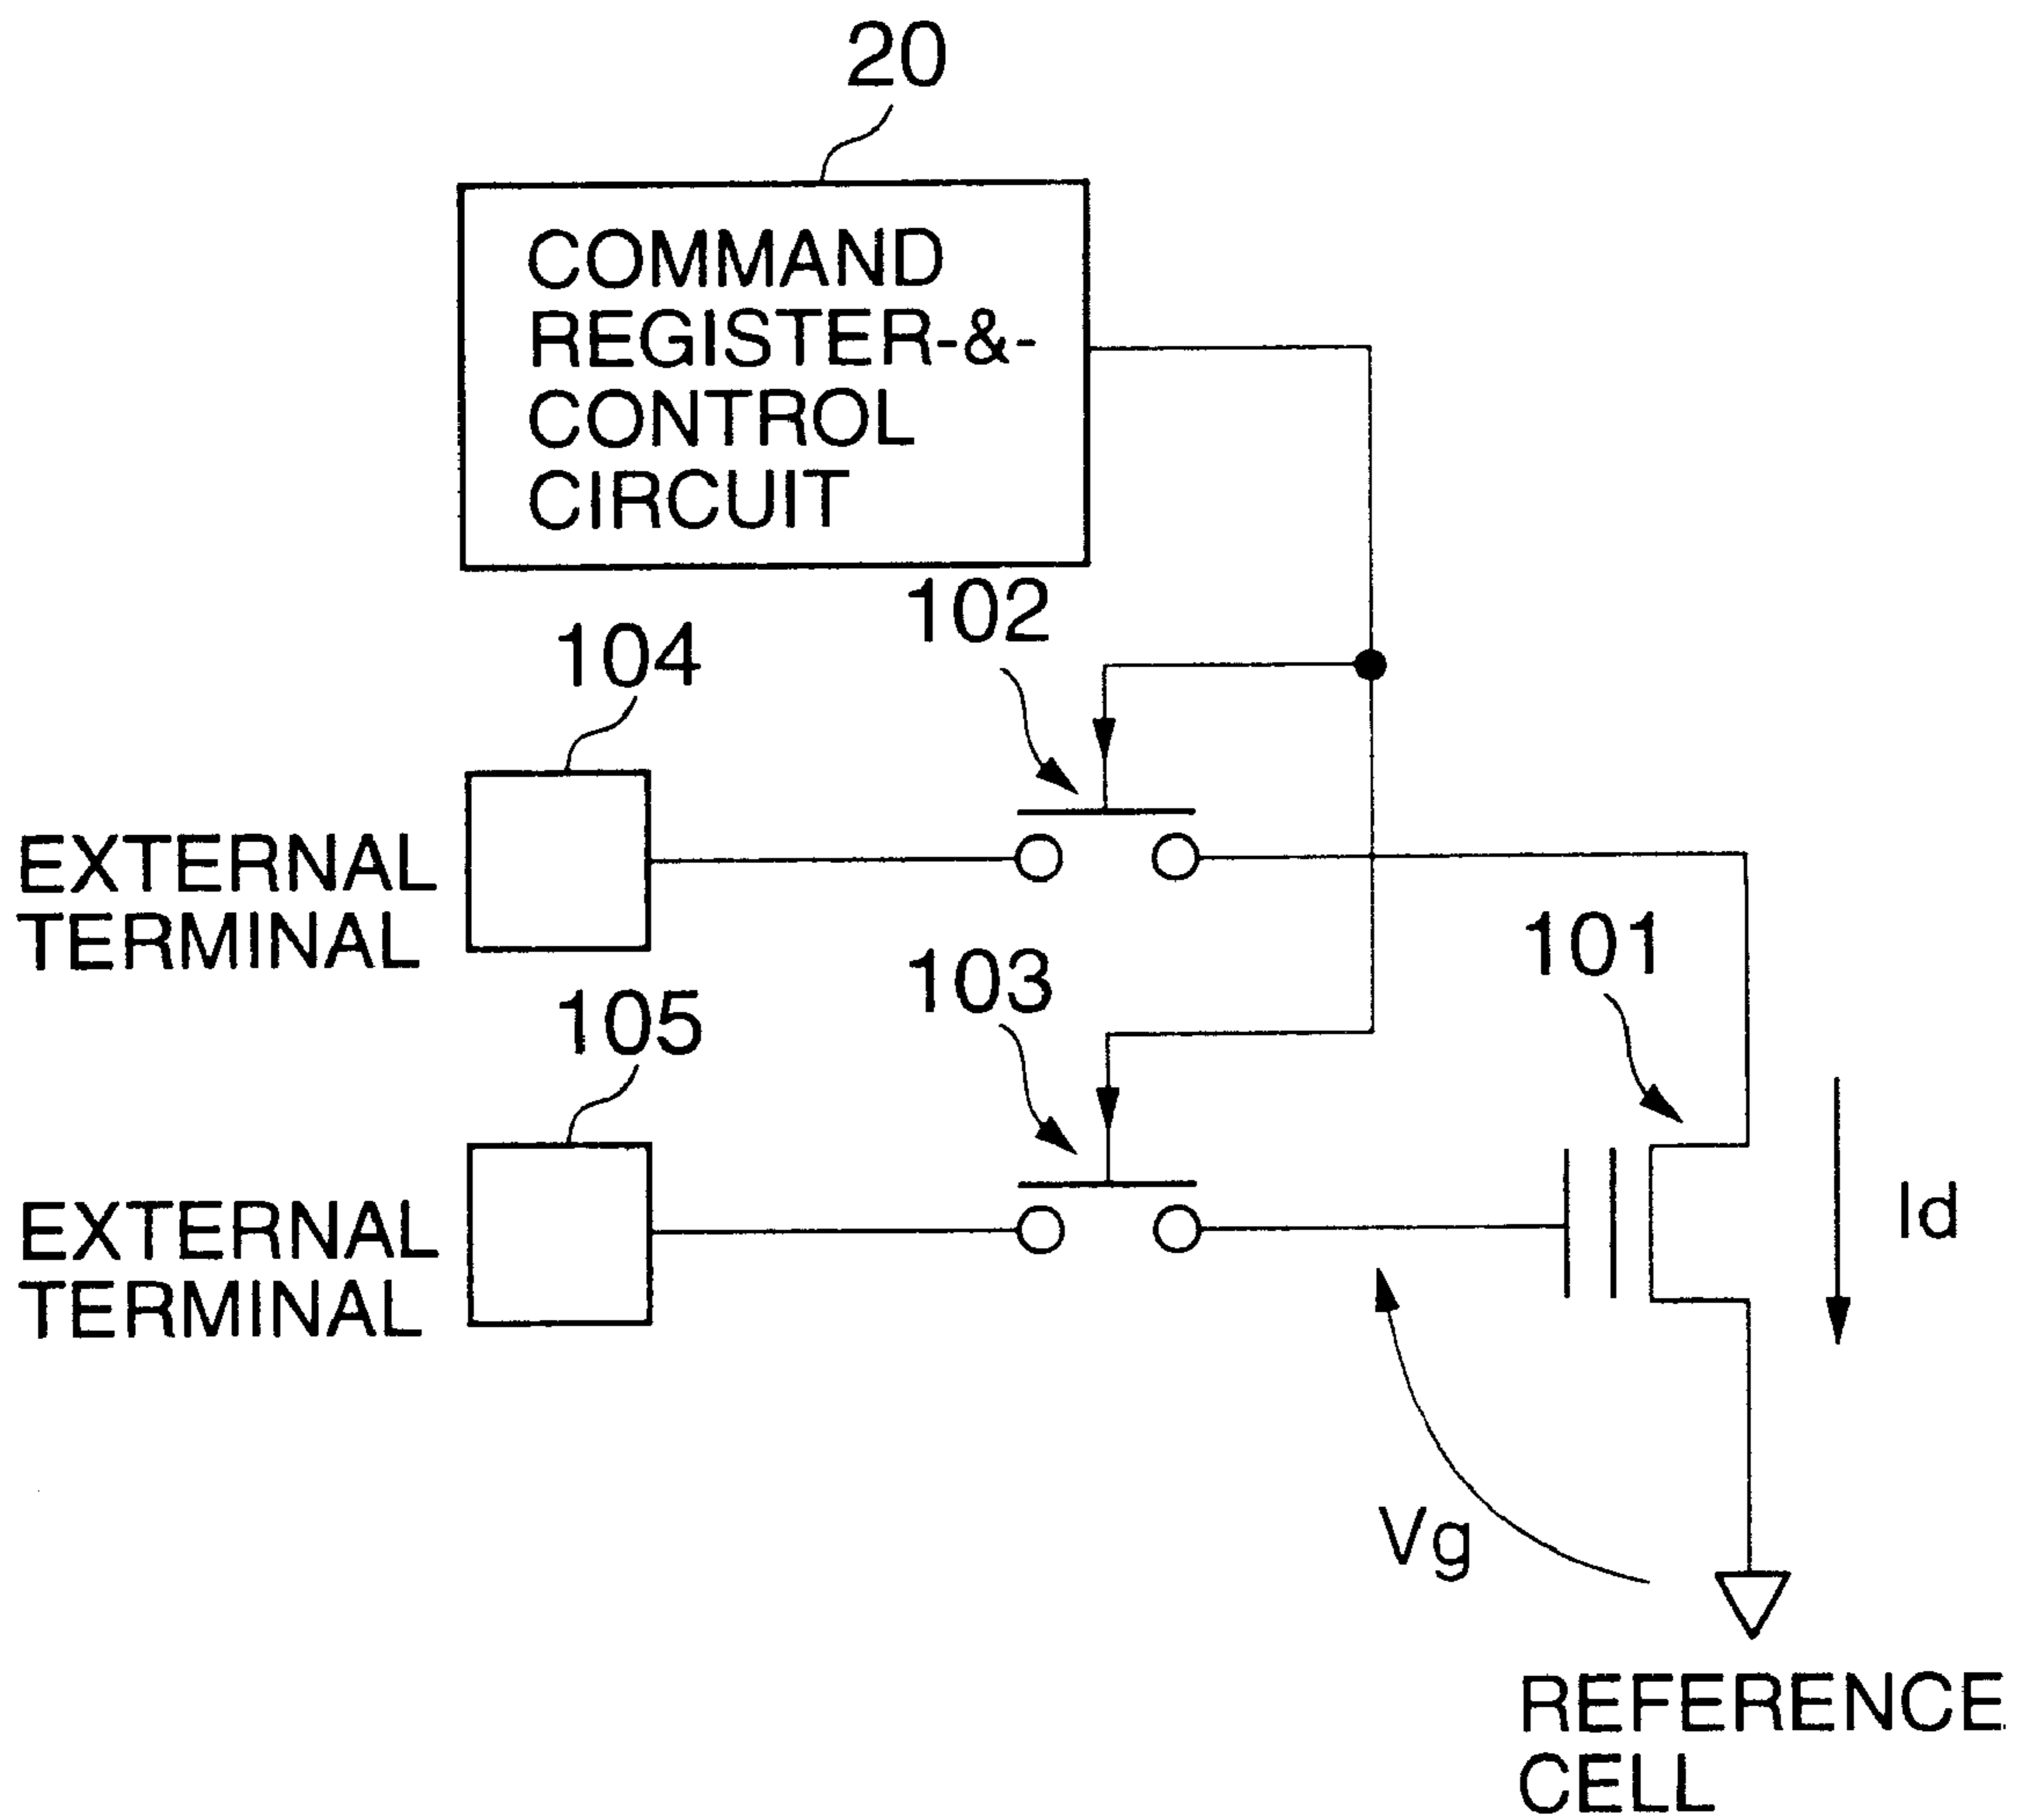 20
COMMAND
REGISTER-&-
CONTROL
CIRCUIT
102
104
EXTERNAL
TERMINAL
103
101
105
EXTERNAL
TERMINAL
Id
Vg
REFERENCE
CELL